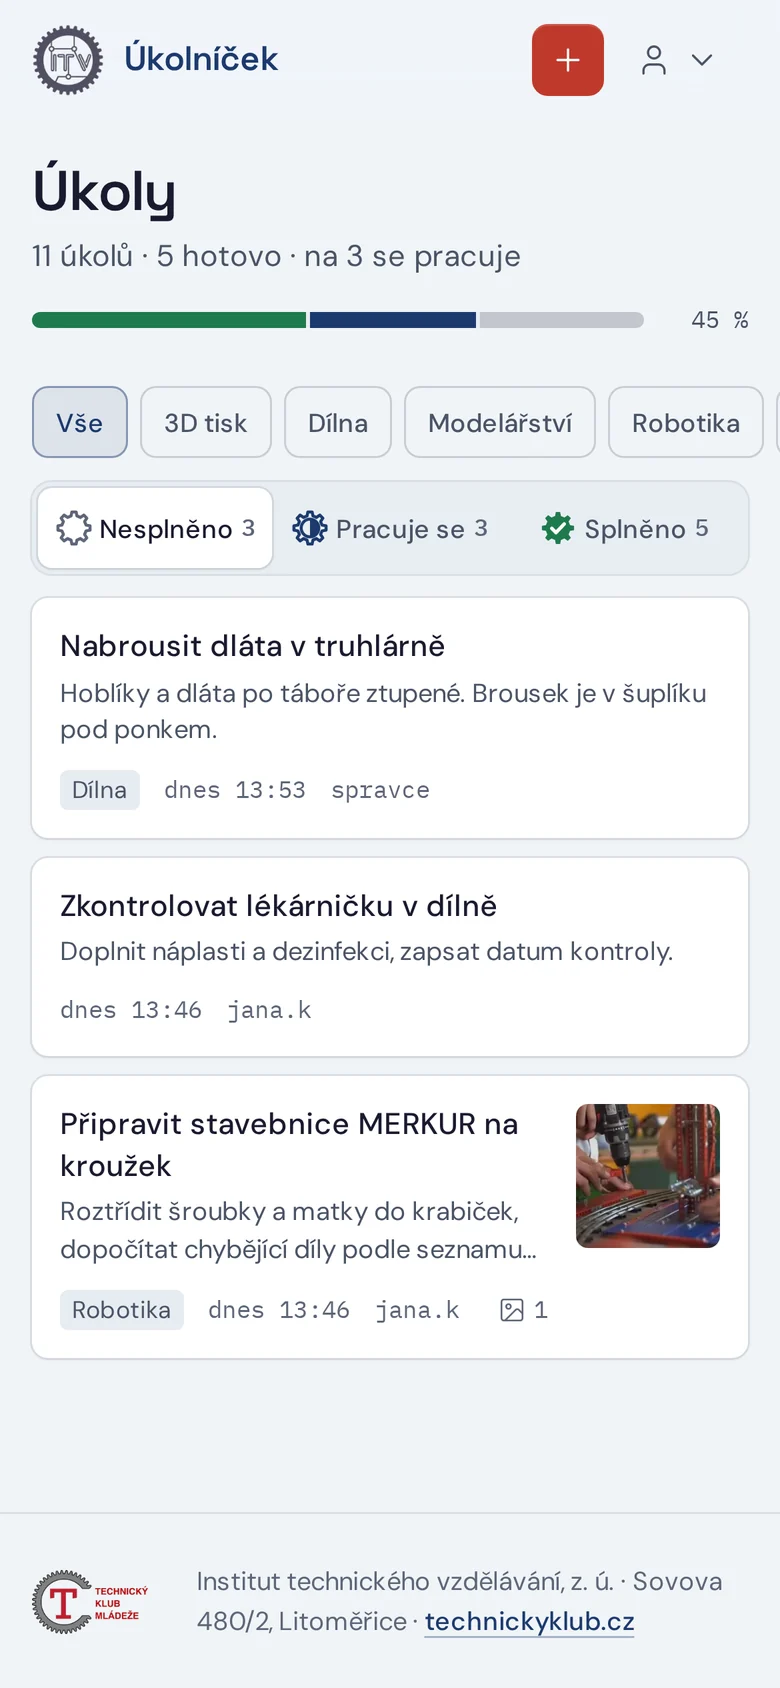 ITV
Úkolníček
Úkoly
11 úkolů · 5 hotovo · na 3 se pracuje
45 %
Vše
3D tisk
Dílna
Modelářství
Robotika
Nesplněno 3
Pracuje se 3
Splněno 5
Nabrousit dláta v truhlárně
Hoblíky a dláta po táboře ztupené. Brousek je v šuplíku
pod ponkem.
Dílna dnes 13:53 spravce
Zkontrolovat lékárničku v dílně
Doplnit náplasti a dezinfekci, zapsat datum kontroly.
dnes 13:46 jana.k
Připravit stavebnice MERKUR na
kroužek
Roztřídit šroubky a matky do krabiček,
dopočítat chybějící díly podle seznamu…
Robotika dnes 13:46 jana.k 1
T
TECHNICKÝ
KLUB
MLÁDEŽE
Institut technického vzdělávání, z. ú. · Sovova
480/2, Litoměřice · technickyklub.cz